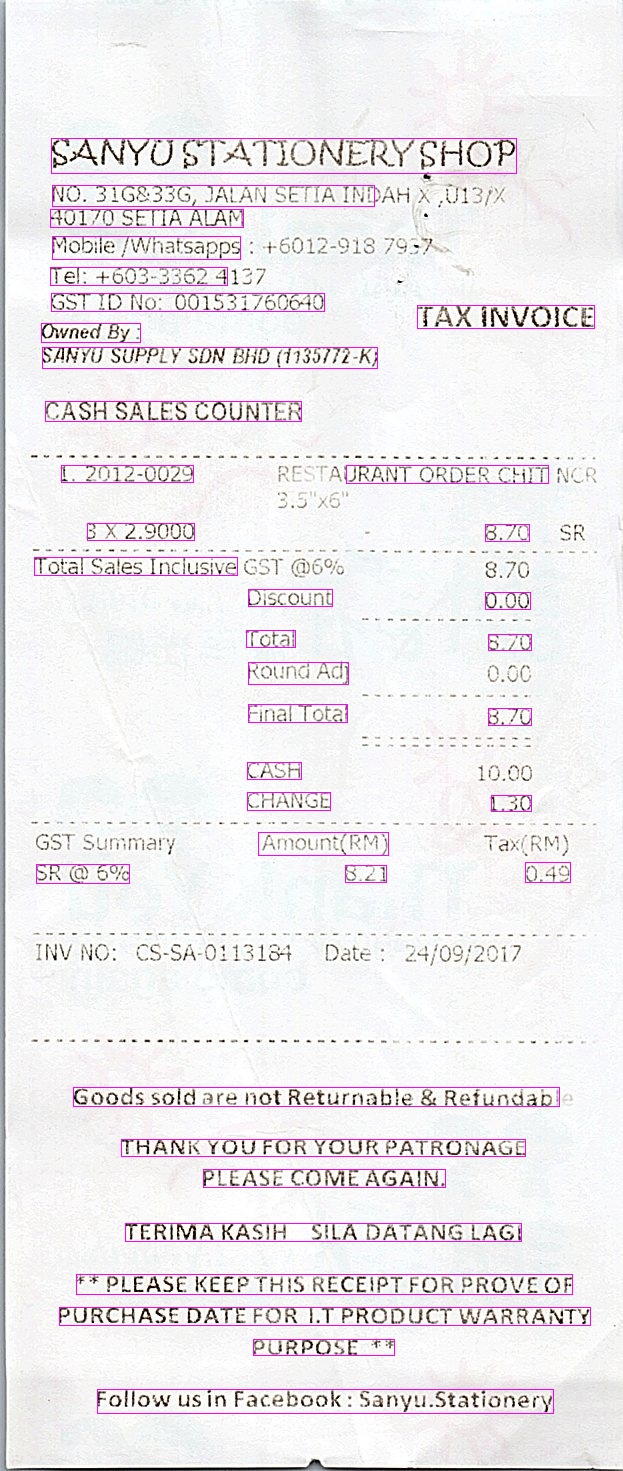 SANYU STATIONERY SHOP
NO. 31G&33G, JALAN SETIA INDAH X ,U13/X
40170 SETIA ALAM
Mobile /Whatsapps : +6012-918 7937
Tel: +603-3362 4137
GST ID No: 001531760640
TAX INVOICE
Owned By :
SANYU SUPPLY SDN BHD (1135772-K)
CASH SALES COUNTER
1. 2012-0029 RESTAURANT ORDER CHIT NCR
3.5"x6"
3 X 2.9000 - 8.70 SR
Total Sales Inclusive GST @6% 8.70
Discount 0.00
Total 8.70
Round Adj 0.00
Final Total 8.70
CASH 10.00
CHANGE 1.30
GST Summary Amount(RM) Tax(RM)
SR @ 6% 8.21 0.49
INV NO: CS-SA-0113184 Date : 24/09/2017
Goods sold are not Returnable & Refundable
THANK YOU FOR YOUR PATRONAGE
PLEASE COME AGAIN.
TERIMA KASIH SILA DATANG LAGI
** PLEASE KEEP THIS RECEIPT FOR PROVE OF
PURCHASE DATE FOR I.T PRODUCT WARRANTY
PURPOSE **
Follow us in Facebook : Sanyu.Stationery